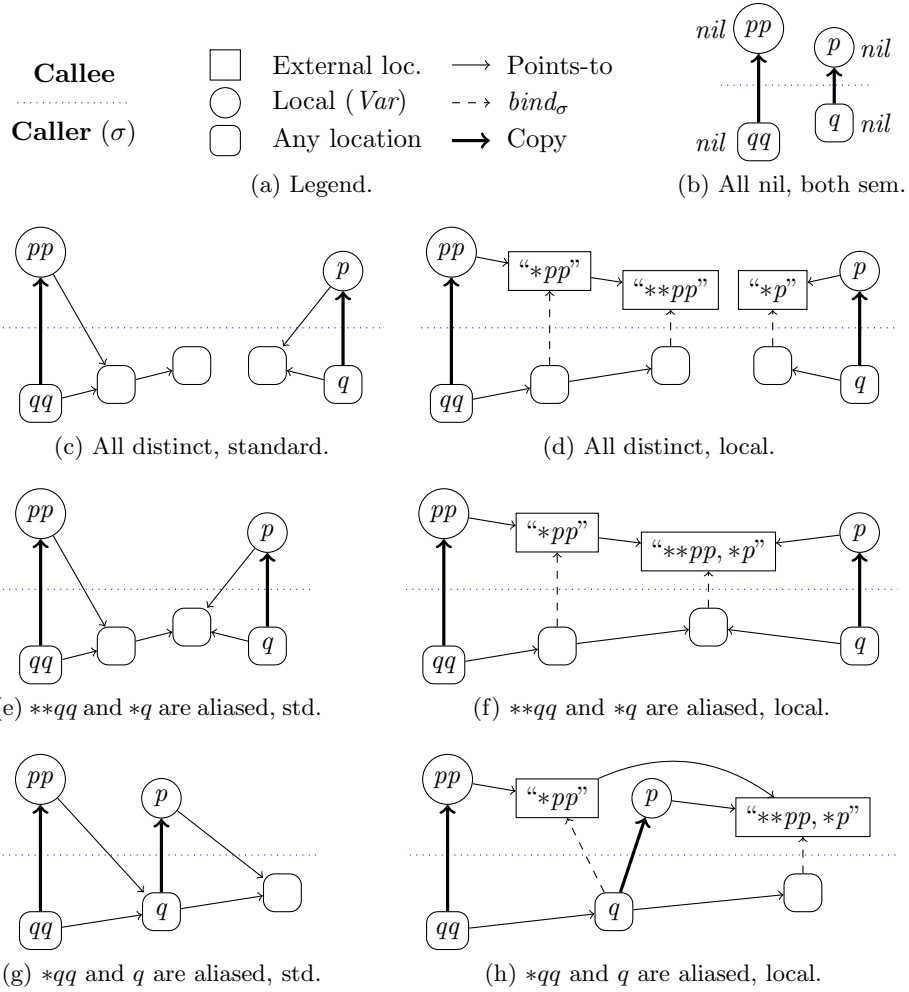 Callee
Caller (σ)
External loc.
Local (Var)
Any location
Points-to
bind_σ
Copy
(a) Legend.
nil pp
p nil
nil qq
q nil
(b) All nil, both sem.
pp
p
qq
q
(c) All distinct, standard.
pp
“∗pp”
“∗∗pp”
“∗p”
p
qq
q
(d) All distinct, local.
pp
p
qq
q
(e) ∗∗qq and ∗q are aliased, std.
pp
“∗pp”
“∗∗pp, ∗p”
p
qq
q
(f) ∗∗qq and ∗q are aliased, local.
pp
p
q
qq
(g) ∗qq and q are aliased, std.
pp
“∗pp”
p
“∗∗pp, ∗p”
q
qq
(h) ∗qq and q are aliased, local.